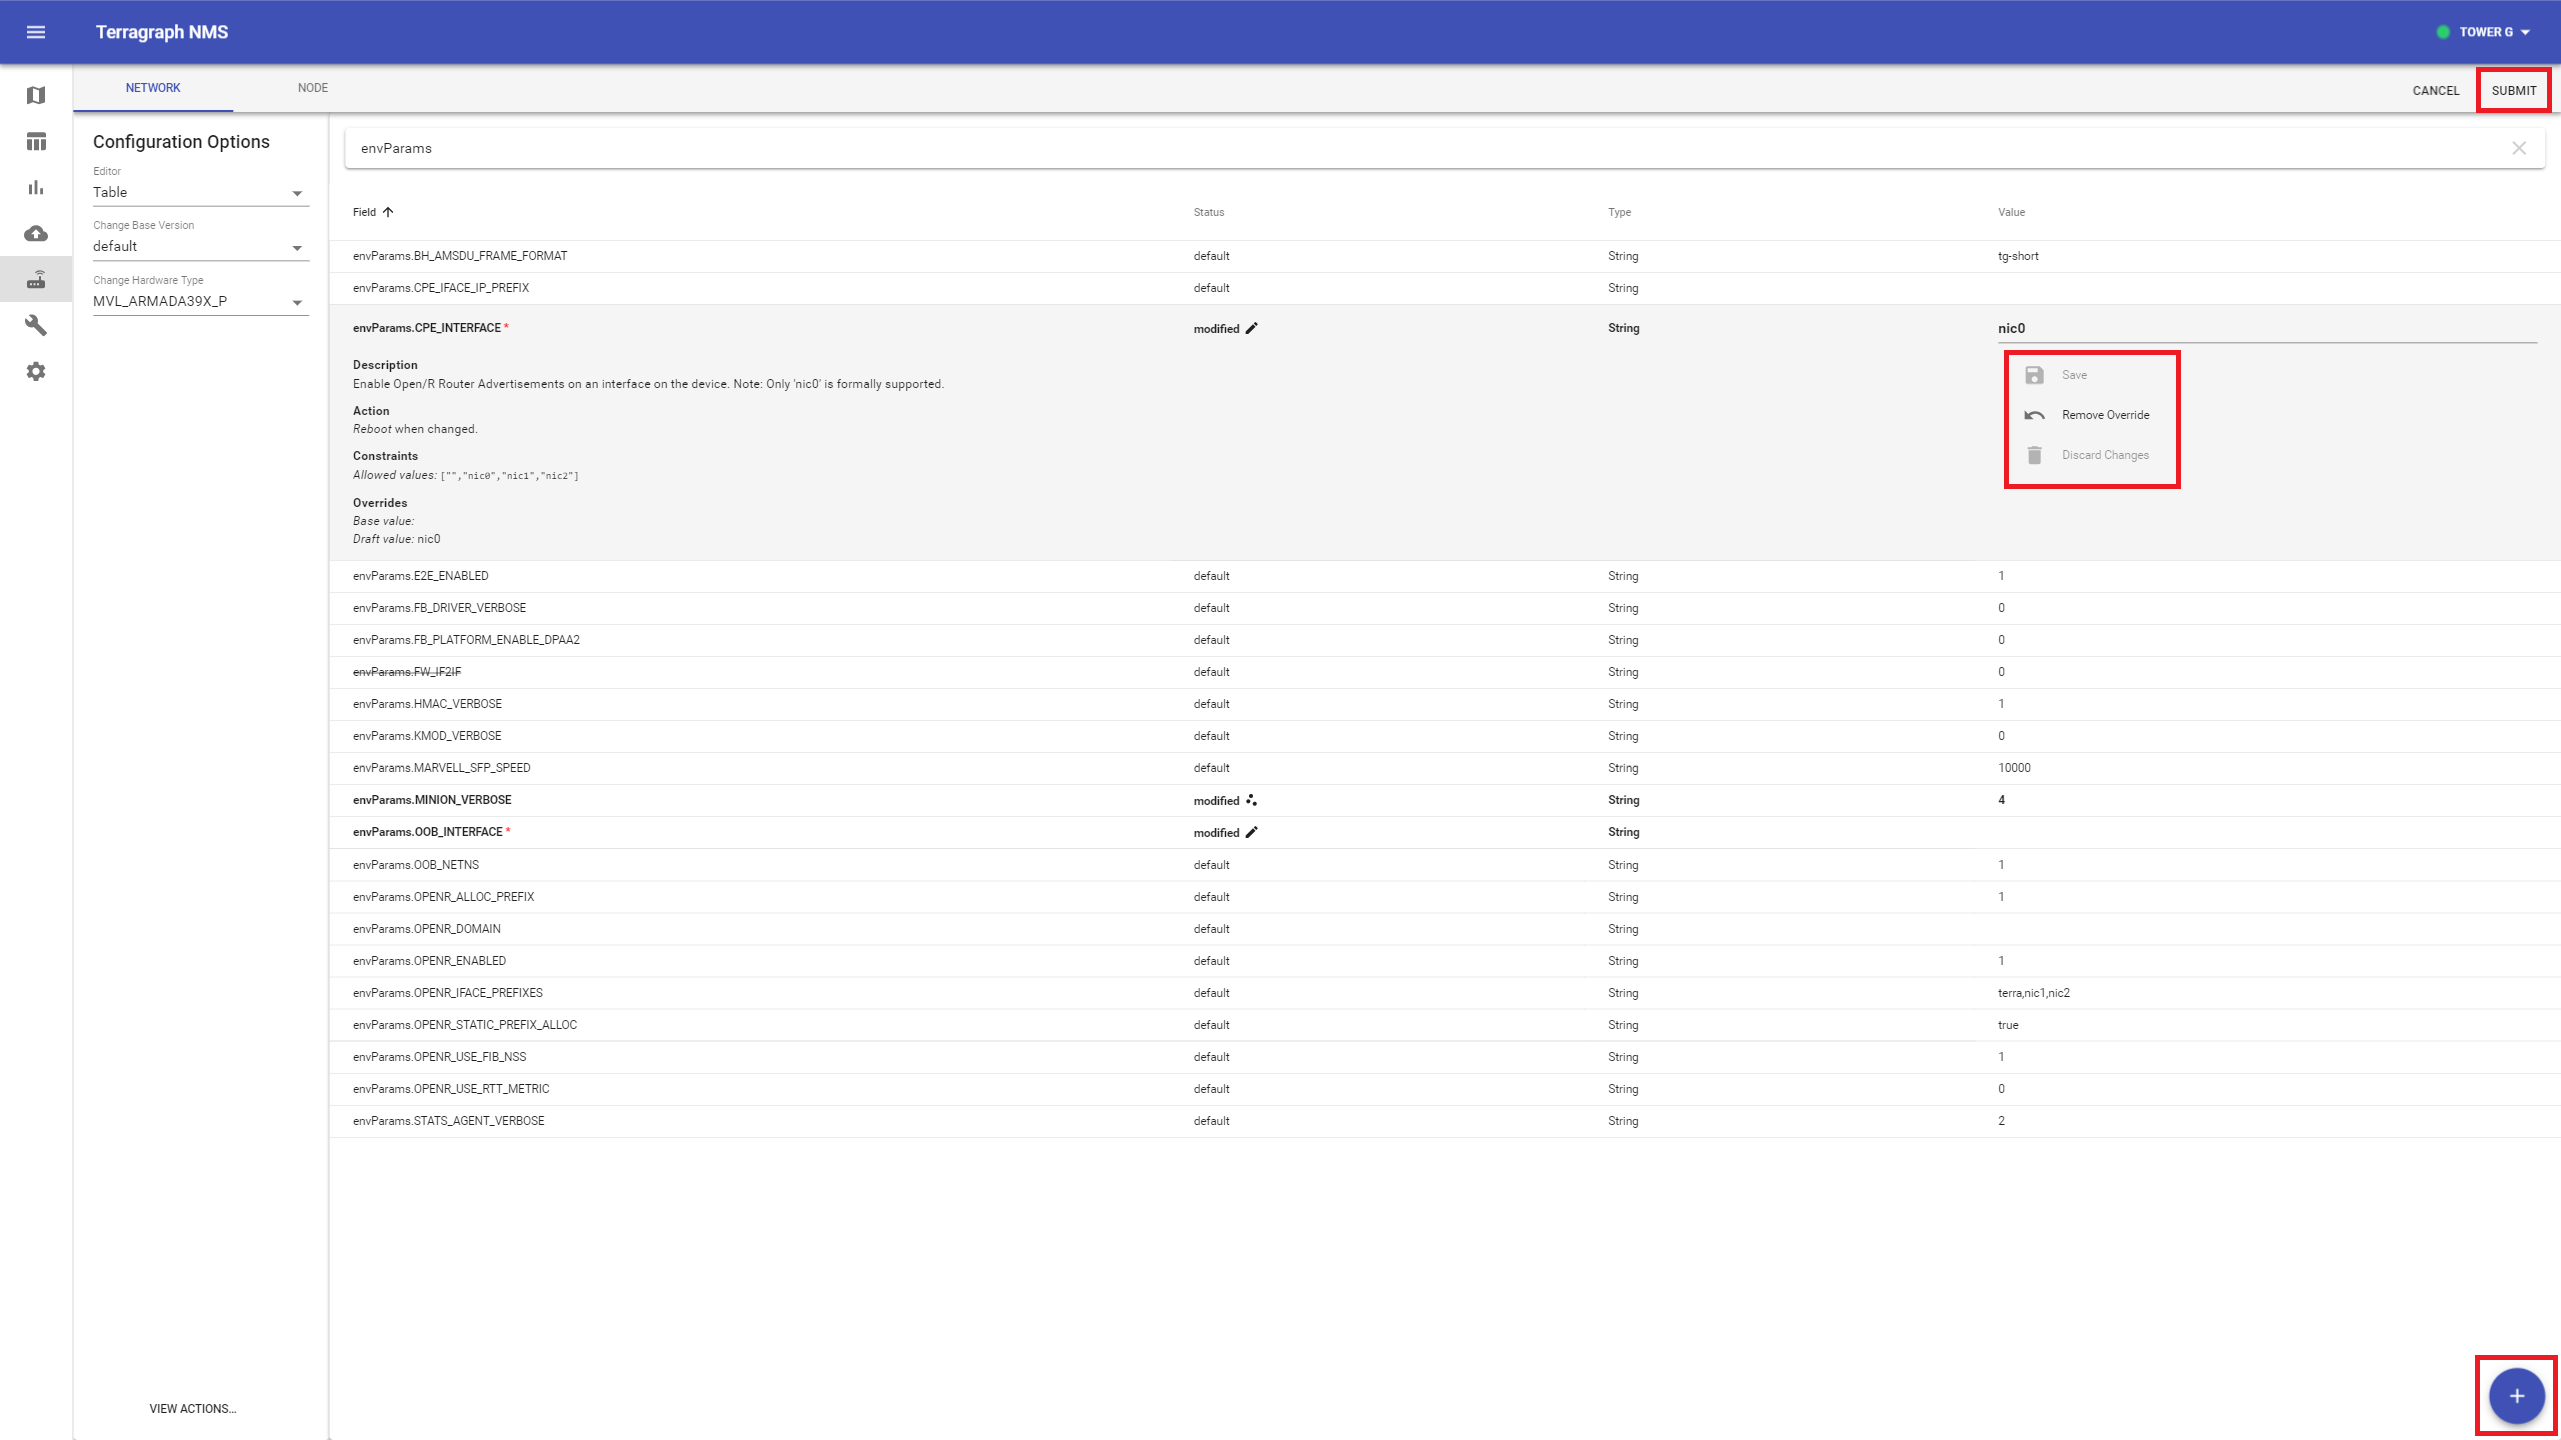 Terragraph NMS
TOWER G
NETWORK NODE CANCEL SUBMIT
Configuration Options
Editor
Table
Change Base Version
default
Change Hardware Type
MVL_ARMADA39X_P
VIEW ACTIONS...
envParams
Field Status Type Value
envParams.BH_AMSDU_FRAME_FORMAT default String tg-short
envParams.CPE_IFACE_IP_PREFIX default String
envParams.CPE_INTERFACE * modified String nic0
Description
Enable Open/R Router Advertisements on an interface on the device. Note: Only 'nic0' is formally supported.
Action
Reboot when changed.
Constraints
Allowed values: ["","nic0","nic1","nic2"]
Overrides
Base value:
Draft value: nic0
Save
Remove Override
Discard Changes
envParams.E2E_ENABLED default String 1
envParams.FB_DRIVER_VERBOSE default String 0
envParams.FB_PLATFORM_ENABLE_DPAA2 default String 0
envParams.FW_IF2IF default String 0
envParams.HMAC_VERBOSE default String 1
envParams.KMOD_VERBOSE default String 0
envParams.MARVELL_SFP_SPEED default String 10000
envParams.MINION_VERBOSE modified String 4
envParams.OOB_INTERFACE * modified String
envParams.OOB_NETNS default String 1
envParams.OPENR_ALLOC_PREFIX default String 1
envParams.OPENR_DOMAIN default String
envParams.OPENR_ENABLED default String 1
envParams.OPENR_IFACE_PREFIXES default String terra,nic1,nic2
envParams.OPENR_STATIC_PREFIX_ALLOC default String true
envParams.OPENR_USE_FIB_NSS default String 1
envParams.OPENR_USE_RTT_METRIC default String 0
envParams.STATS_AGENT_VERBOSE default String 2